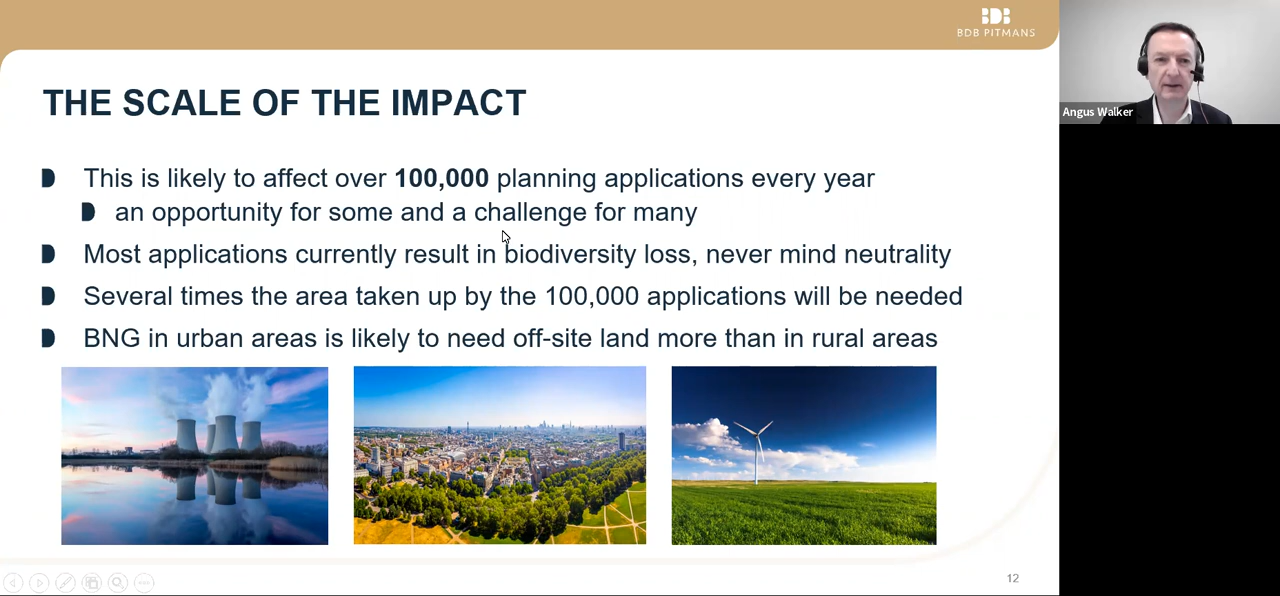 BDB PITMANS
THE SCALE OF THE IMPACT
This is likely to affect over 100,000 planning applications every year
an opportunity for some and a challenge for many
Most applications currently result in biodiversity loss, never mind neutrality
Several times the area taken up by the 100,000 applications will be needed
BNG in urban areas is likely to need off-site land more than in rural areas
12
Angus Walker